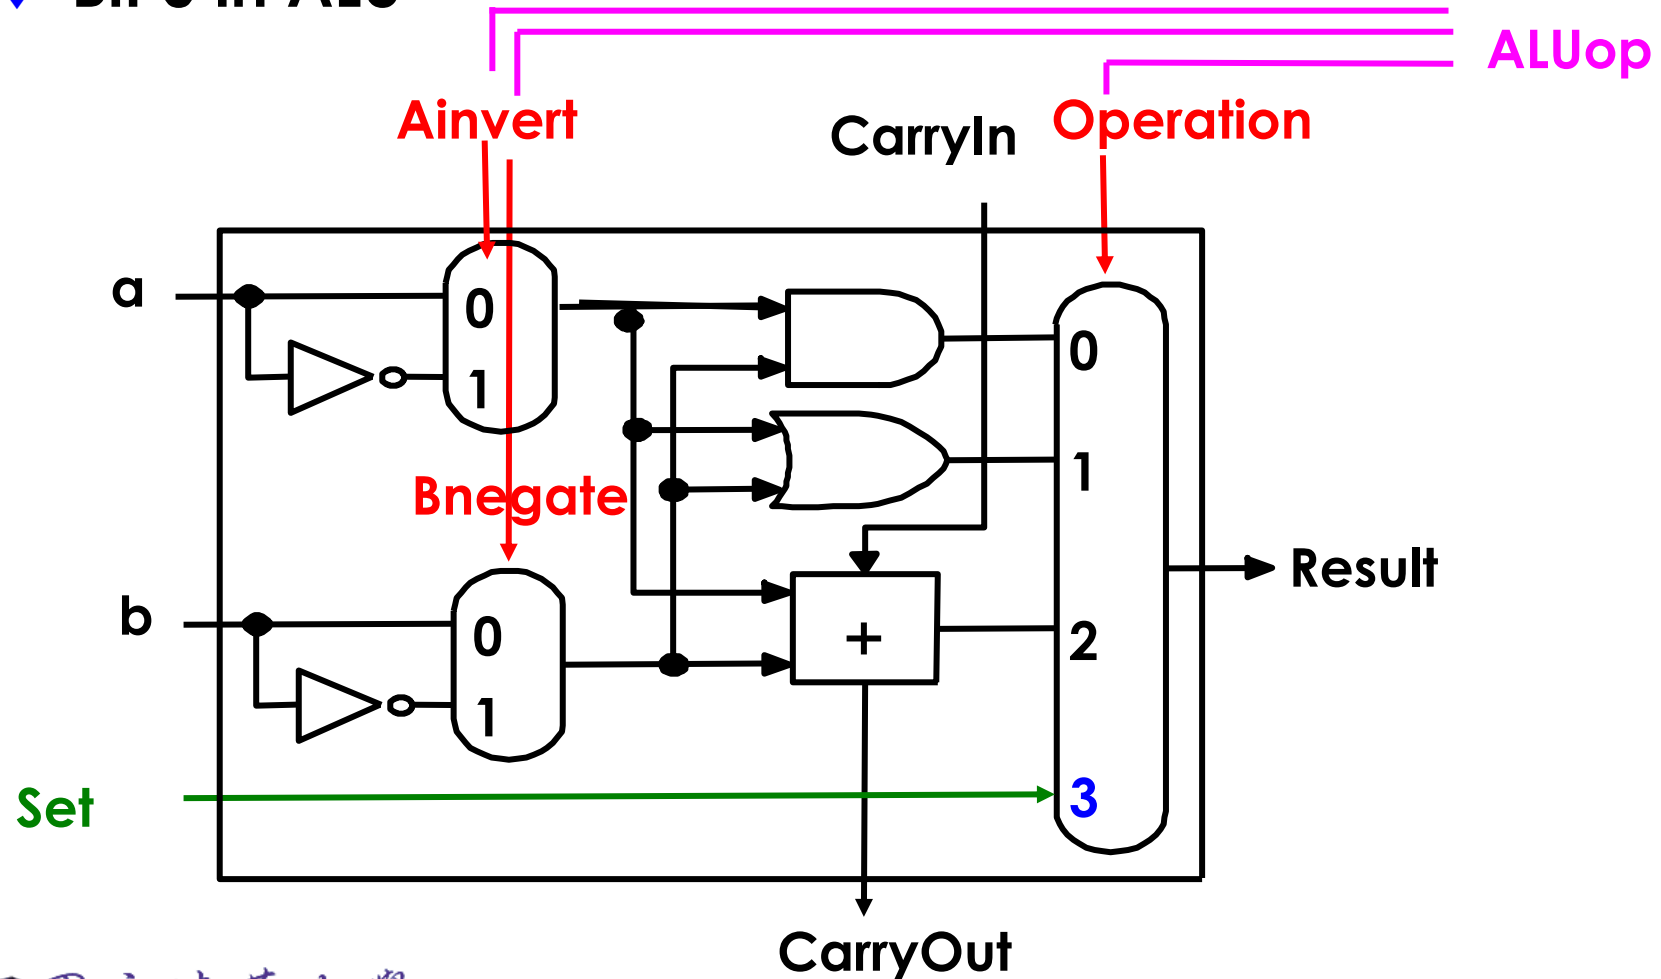 ALUop
Ainvert
CarryIn
Operation
a
0
1
0
1
Bnegate
2
Result
b
0
+
1
Set
3
CarryOut